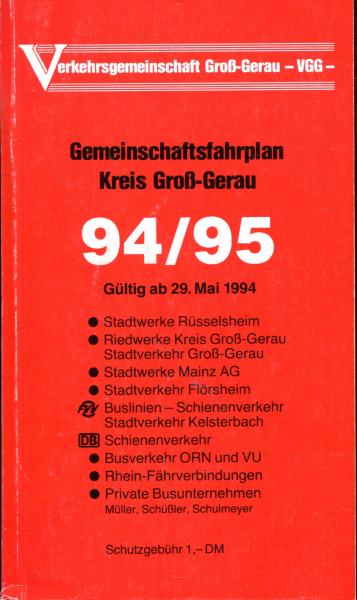 Verkehrsgemeinschaft Groß-Gerau – VGG –
Gemeinschaftsfahrplan
Kreis Groß-Gerau
94/95
Gültig ab 29. Mai 1994
● Stadtwerke Rüsselsheim
● Riedwerke Kreis Groß-Gerau
Stadtverkehr Groß-Gerau
● Stadtwerke Mainz AG
● Stadtverkehr Flörsheim
FVV Buslinien – Schienenverkehr
Stadtverkehr Kelsterbach
DB Schienenverkehr
● Busverkehr ORN und VU
● Rhein-Fährverbindungen
● Private Busunternehmen
Müller, Schüßler, Schulmeyer
Schutzgebühr 1,– DM